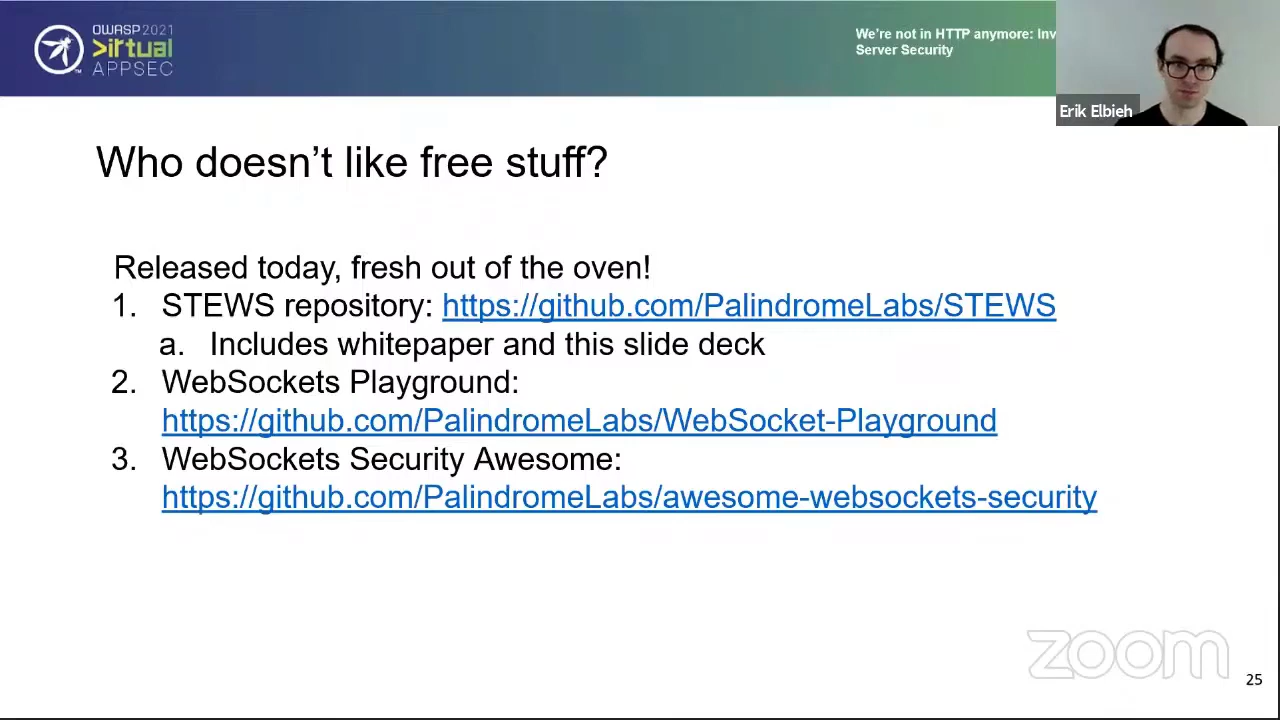 OWASP2021
VIrtual
APPSEC
We're not in HTTP anymore:
Server Security
Erik Elbieh
Who doesn't like free stuff?
Released today, fresh out of the oven!
1. STEWS repository: https://github.com/PalindromeLabs/STEWS
a. Includes whitepaper and this slide deck
2. WebSockets Playground:
https://github.com/PalindromeLabs/WebSocket-Playground
3. WebSockets Security Awesome:
https://github.com/PalindromeLabs/awesome-websockets-security
zoom
25